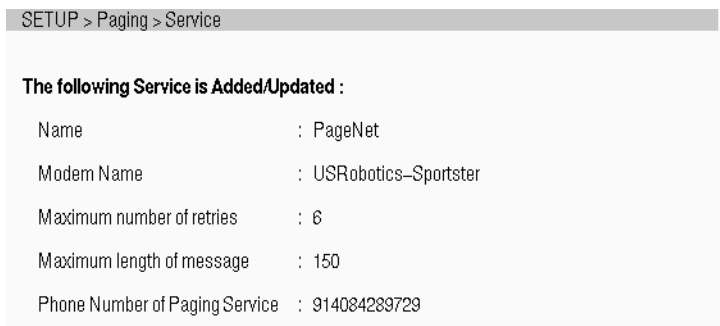 SETUP > Paging > Service
The following Service is Added/Updated :
Name : PageNet
Modem Name : USRobotics–Sportster
Maximum number of retries : 6
Maximum length of message : 150
Phone Number of Paging Service : 914084289729